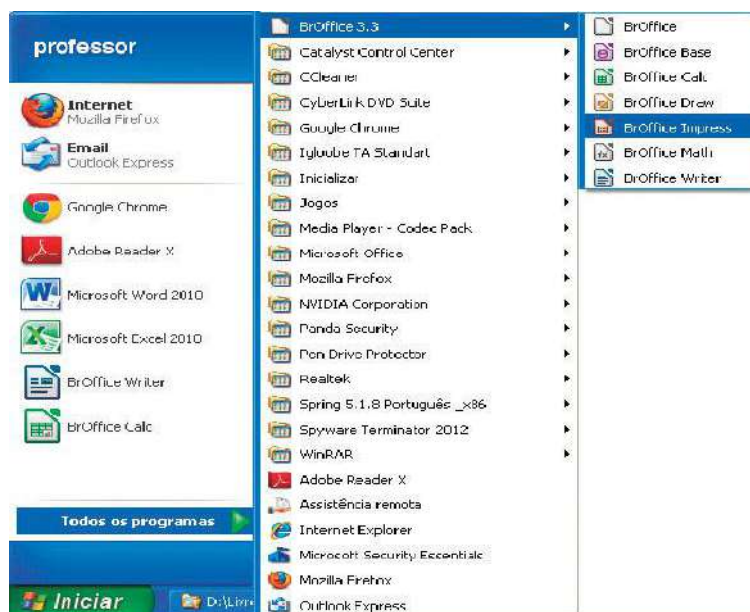 professor
Internet
Mozilla Firefox
Email
Outlook Express
Google Chrome
Adobe Reader X
Microsoft Word 2010
Microsoft Excel 2010
BrOffice Writer
BrOffice Calc
Todos os programas
Iniciar
D:\Livr
BrOffice 3.3
Catalyst Control Center
CCleaner
CyberLink DVD Suite
Google Chrome
Igloube TA Standart
Inicializar
Jogos
Media Player - Codec Pack
Microsoft Office
Mozilla Firefox
NVIDIA Corporation
Panda Security
Pen Drive Protector
Realtek
Spring 5.1.8 Português _x86
Spyware Terminator 2012
WinRAR
Adobe Reader X
Assistência remota
Internet Explorer
Microsoft Security Essentials
Mozilla Firefox
Outlook Express
BrOffice
BrOffice Base
BrOffice Calc
BrOffice Draw
BrOffice Impress
BrOffice Math
BrOffice Writer